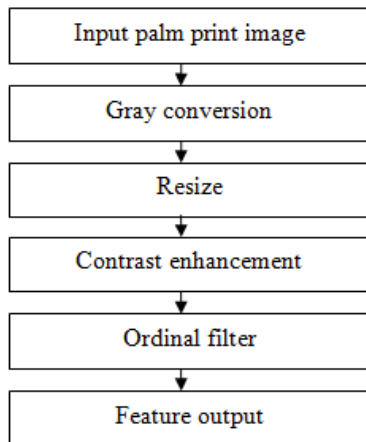 Input palm print image
Gray conversion
Resize
Contrast enhancement
Ordinal filter
Feature output